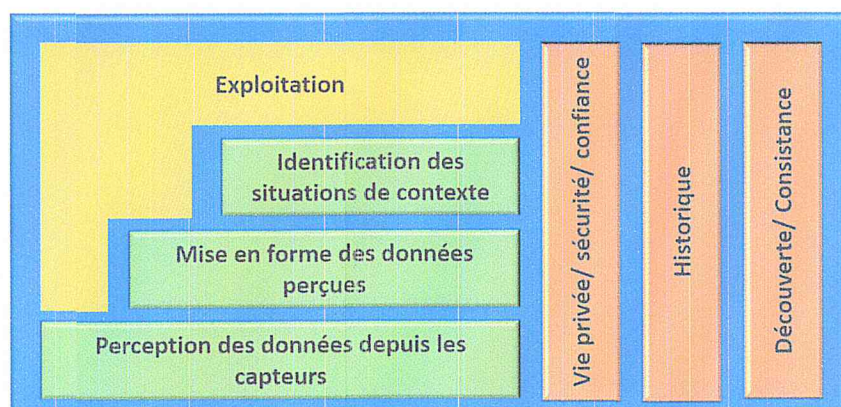 Exploitation
Identification des
situations de contexte
Mise en forme des données
perçues
Perception des données depuis les
capteurs
Vie privée/ sécurité/ confiance
Historique
Découverte/ Consistance